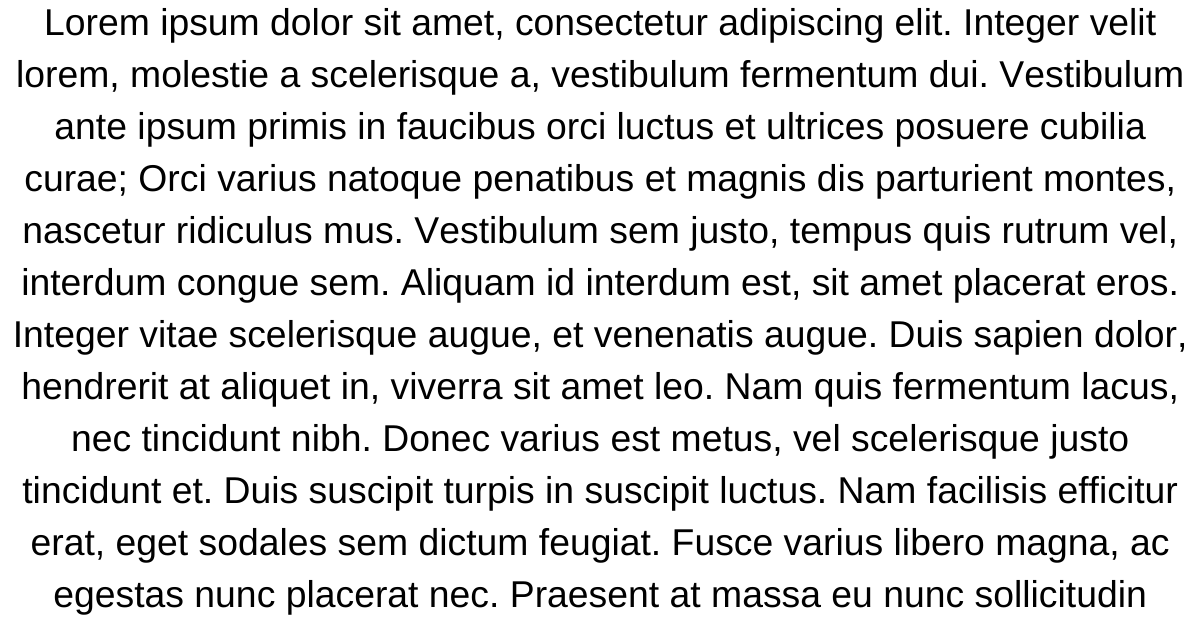 Lorem ipsum dolor sit amet, consectetur adipiscing elit. Integer velit
lorem, molestie a scelerisque a, vestibulum fermentum dui. Vestibulum
ante ipsum primis in faucibus orci luctus et ultrices posuere cubilia
curae; Orci varius natoque penatibus et magnis dis parturient montes,
nascetur ridiculus mus. Vestibulum sem justo, tempus quis rutrum vel,
interdum congue sem. Aliquam id interdum est, sit amet placerat eros.
Integer vitae scelerisque augue, et venenatis augue. Duis sapien dolor,
hendrerit at aliquet in, viverra sit amet leo. Nam quis fermentum lacus,
nec tincidunt nibh. Donec varius est metus, vel scelerisque justo
tincidunt et. Duis suscipit turpis in suscipit luctus. Nam facilisis efficitur
erat, eget sodales sem dictum feugiat. Fusce varius libero magna, ac
egestas nunc placerat nec. Praesent at massa eu nunc sollicitudin